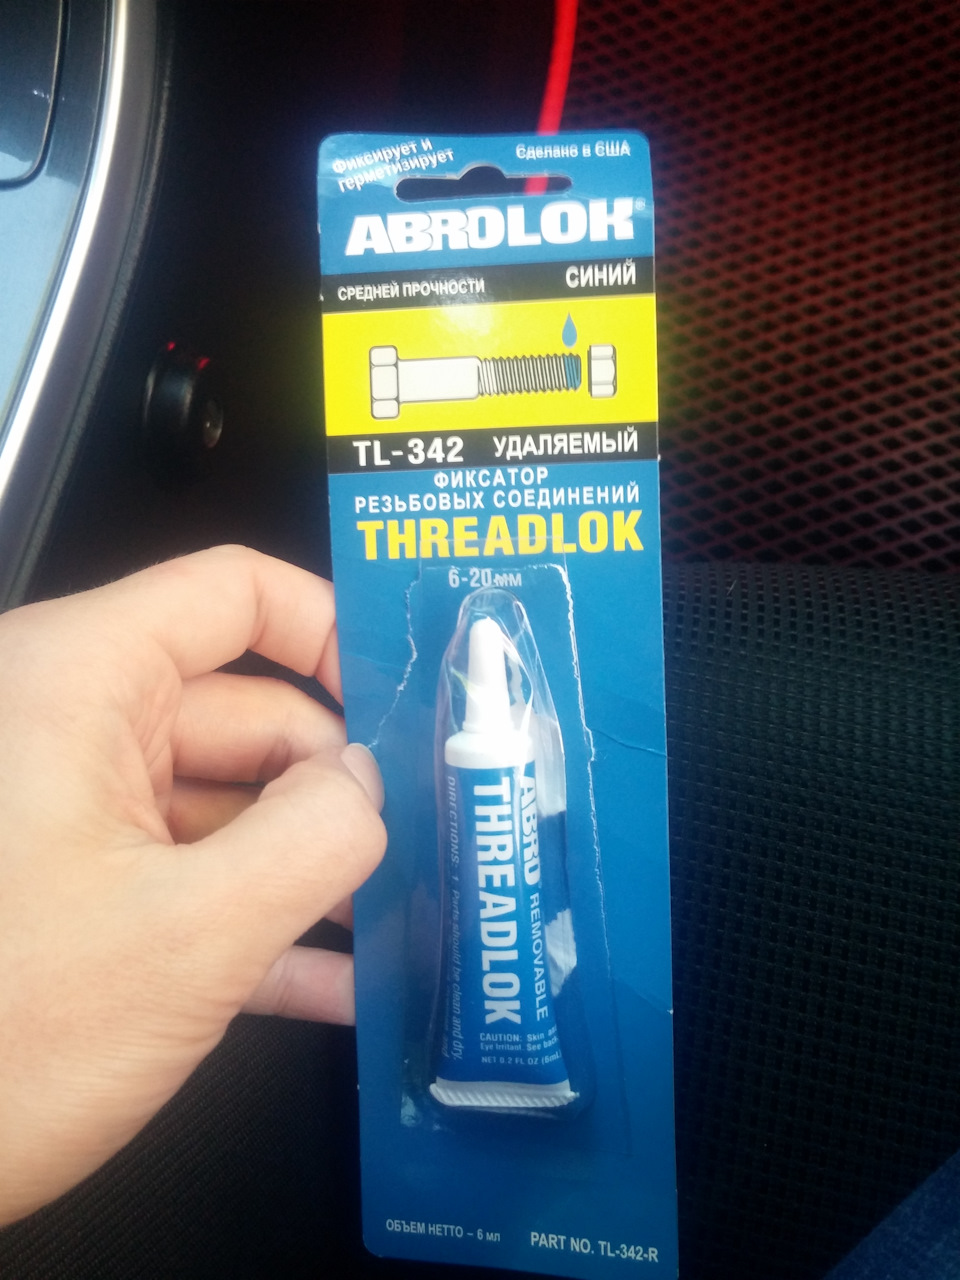 Фиксирует и
герметизирует
Сделано в США
ABROLOK®
СРЕДНЕЙ ПРОЧНОСТИ
СИНИЙ
TL-342
УДАЛЯЕМЫЙ
ФИКСАТОР
РЕЗЬБОВЫХ СОЕДИНЕНИЙ
THREADLOK
6-20 мм
ABRO® REMOVABLE
THREADLOK
DIRECTIONS: 1. Parts should be clean and dry.
CAUTION: Skin and
Eye Irritant. See back
NET 0.2 FL OZ (6mL)
ОБЪЕМ НЕТТО – 6 мл
PART NO. TL-342-R